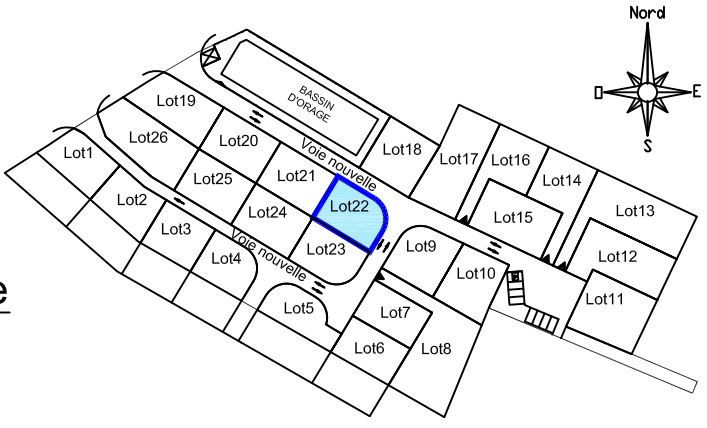 Nord
O
E
S
BASSIN
D'ORAGE
Voie nouvelle
Lot19
Lot20
Lot18
Lot26
Lot21
Lot17
Lot16
Lot14
Lot1
Lot25
Lot22
Lot15
Lot13
Lot2
Lot24
Lot3
Lot23
Lot9
Lot12
Lot4
Voie nouvelle
Lot10
e
Lot5
Lot7
Lot11
Lot6
Lot8